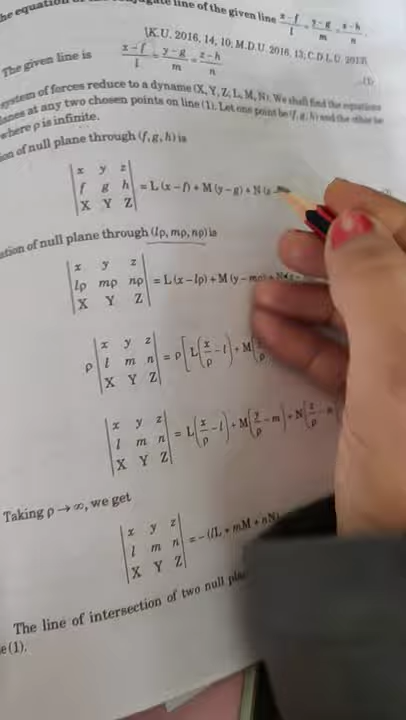 he equation of the conjugate line of the given line x-f/l = y-g/m = z-h/n
[K.U. 2016, 14, 10; M.D.U. 2016, 13; C.D.L.U. 2013]
The given line is x-f/l = y-g/m = z-h/n ...(1)
system of forces reduce to a dyname (X, Y, Z, L, M, N). We shall find the equations
lanes at any two chosen points on line (1). Let one point be (f, g, h) and the other be
where ρ is infinite.
ion of null plane through (f, g, h) is
| x y z |
| f g h | = L (x - f) + M (y - g) + N (z
| X Y Z |
ation of null plane through (lρ, mρ, nρ) is
| x y z |
| lρ mρ nρ | = L (x - lρ) + M (y - mρ) + N
| X Y Z |
| x y z |
ρ | l m n | = ρ [ L (x/ρ - l) + M
| X Y Z |
| x y z |
| l m n | = L (x/ρ - l) + M (y/ρ - m) + N (z/ρ - n
| X Y Z |
Taking ρ → ∞, we get
| x y z |
| l m n | = - (lL + mM + nN)
| X Y Z |
The line of intersection of two null pla
e (1).